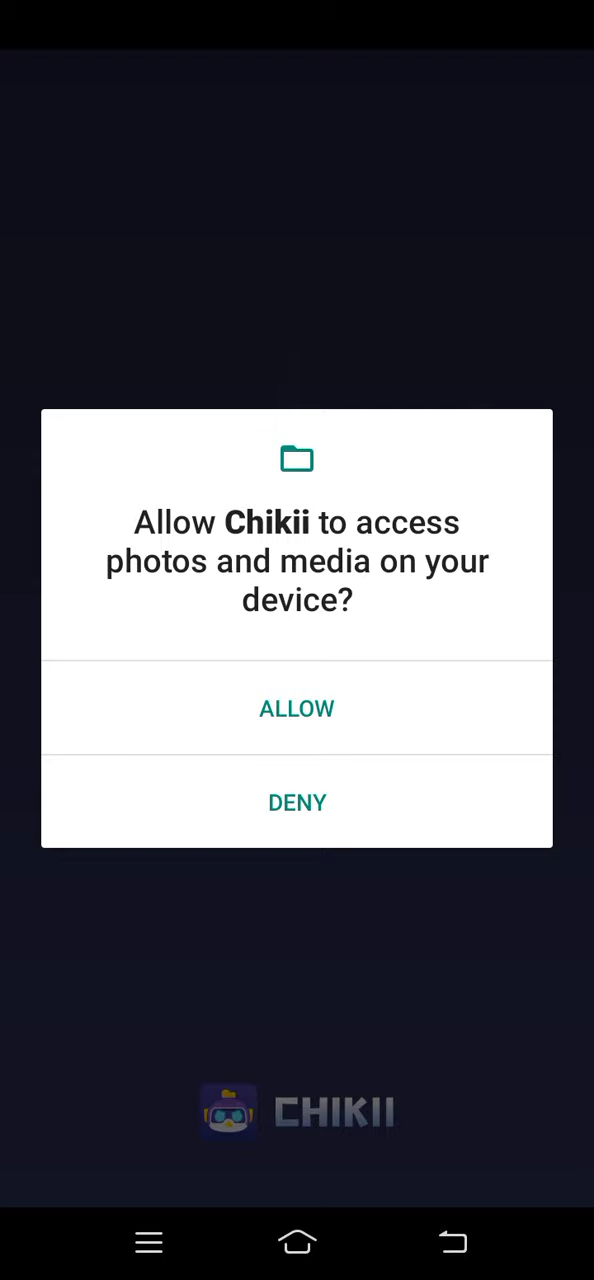 Allow Chikii to access
photos and media on your
device?
ALLOW
DENY
CHIKII